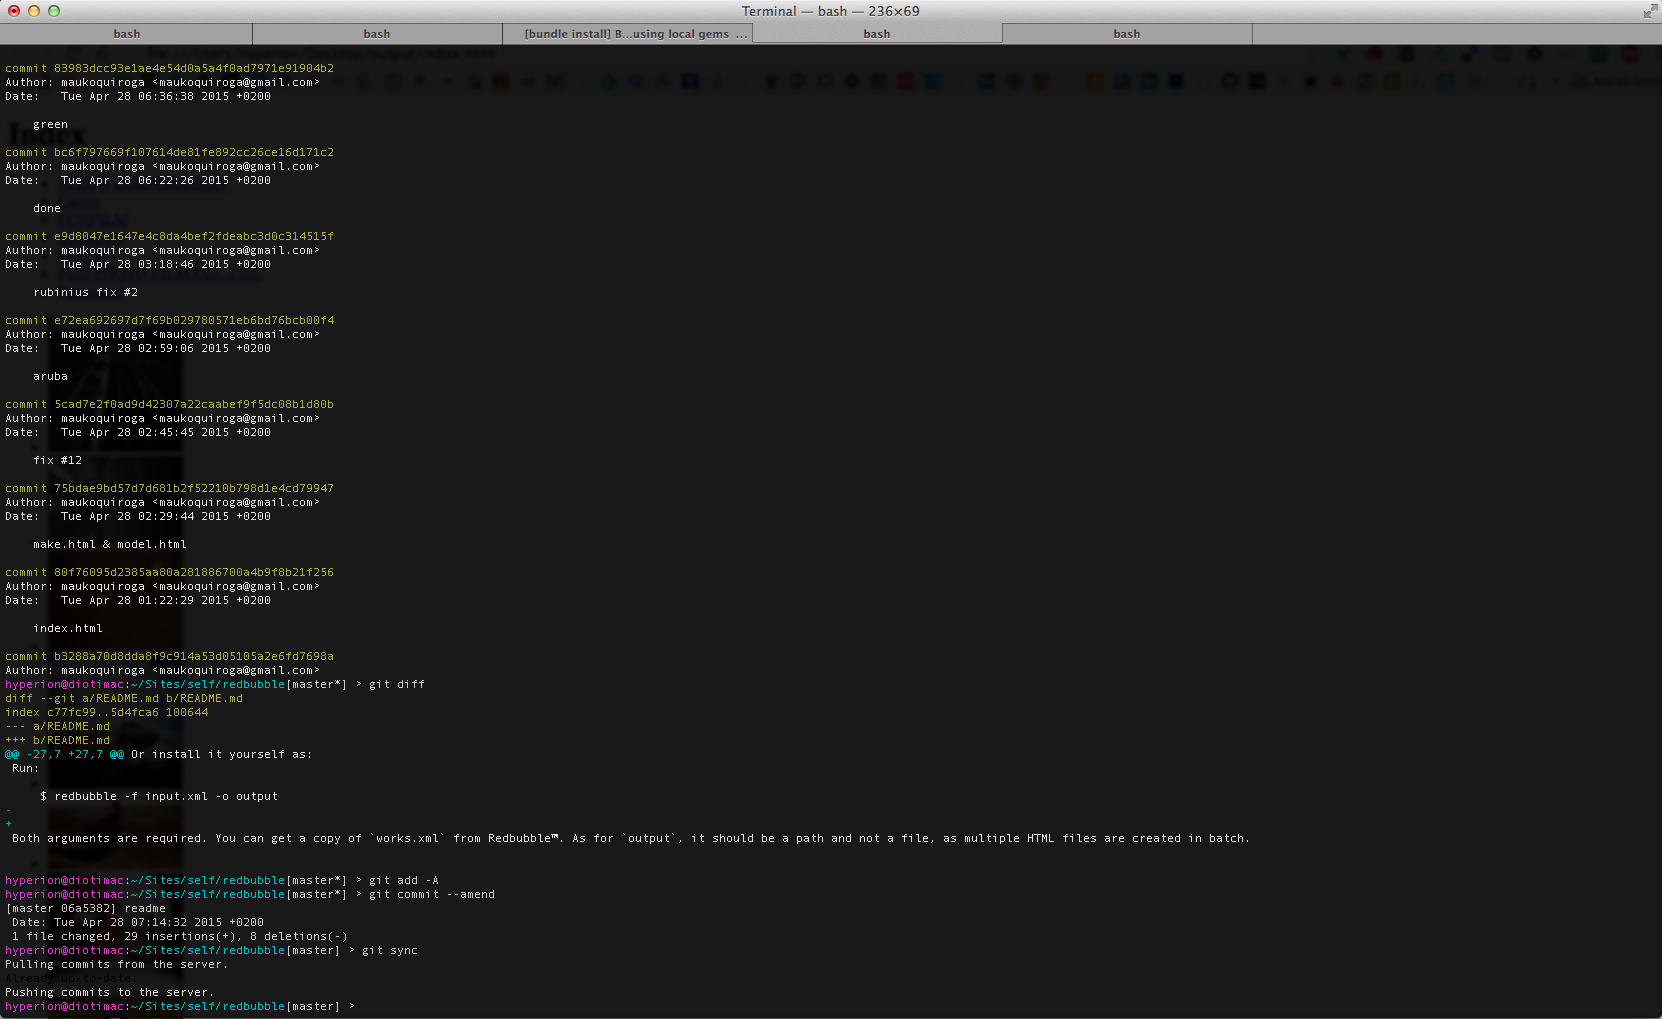 Terminal — bash — 236×69
bash bash [bundle install] B...using local gems ... bash bash
commit 83983dcc93e1ae4e54d0a5a4f0ad7971e91904b2
Author: maukoquiroga <maukoquiroga@gmail.com>
Date:   Tue Apr 28 06:36:38 2015 +0200
green
Index
commit bc6f797669f107614de81fe892cc26ce16d171c2
Author: maukoquiroga <maukoquiroga@gmail.com>
Date:   Tue Apr 28 06:22:26 2015 +0200
done
commit e9d8047e1647e4c8da4bef2fdeabc3d0c314515f
Author: maukoquiroga <maukoquiroga@gmail.com>
Date:   Tue Apr 28 03:18:46 2015 +0200
rubinius fix #2
commit e72ea692697d7f69b029780571eb6bd76bcb00f4
Author: maukoquiroga <maukoquiroga@gmail.com>
Date:   Tue Apr 28 02:59:06 2015 +0200
aruba
commit 5cad7e2f0ad9d42307a22caabef9f5dc08b1d80b
Author: maukoquiroga <maukoquiroga@gmail.com>
Date:   Tue Apr 28 02:45:45 2015 +0200
fix #12
commit 75bdae9bd57d7d681b2f52210b798d1e4cd79947
Author: maukoquiroga <maukoquiroga@gmail.com>
Date:   Tue Apr 28 02:29:44 2015 +0200
make.html & model.html
commit 80f76095d2385aa80a281886700a4b9f8b21f256
Author: maukoquiroga <maukoquiroga@gmail.com>
Date:   Tue Apr 28 01:22:29 2015 +0200
index.html
commit b3288a70d8dda8f9c914a53d05105a2e6fd7698a
Author: maukoquiroga <maukoquiroga@gmail.com>
hyperion@diotimac:~/Sites/self/redbubble[master*] > git diff
diff --git a/README.md b/README.md
index c77fc99..5d4fca6 100644
--- a/README.md
+++ b/README.md
@@ -27,7 +27,7 @@ Or install it yourself as:
Run:
$ redbubble -f input.xml -o output
-
+
Both arguments are required. You can get a copy of `works.xml` from Redbubble™. As for `output`, it should be a path and not a file, as multiple HTML files are created in batch.
hyperion@diotimac:~/Sites/self/redbubble[master*] > git add -A
hyperion@diotimac:~/Sites/self/redbubble[master*] > git commit --amend
[master 06a5382] readme
Date: Tue Apr 28 07:14:32 2015 +0200
1 file changed, 29 insertions(+), 8 deletions(-)
hyperion@diotimac:~/Sites/self/redbubble[master] > git sync
Pulling commits from the server.
Already up-to-date.
Pushing commits to the server.
hyperion@diotimac:~/Sites/self/redbubble[master] >